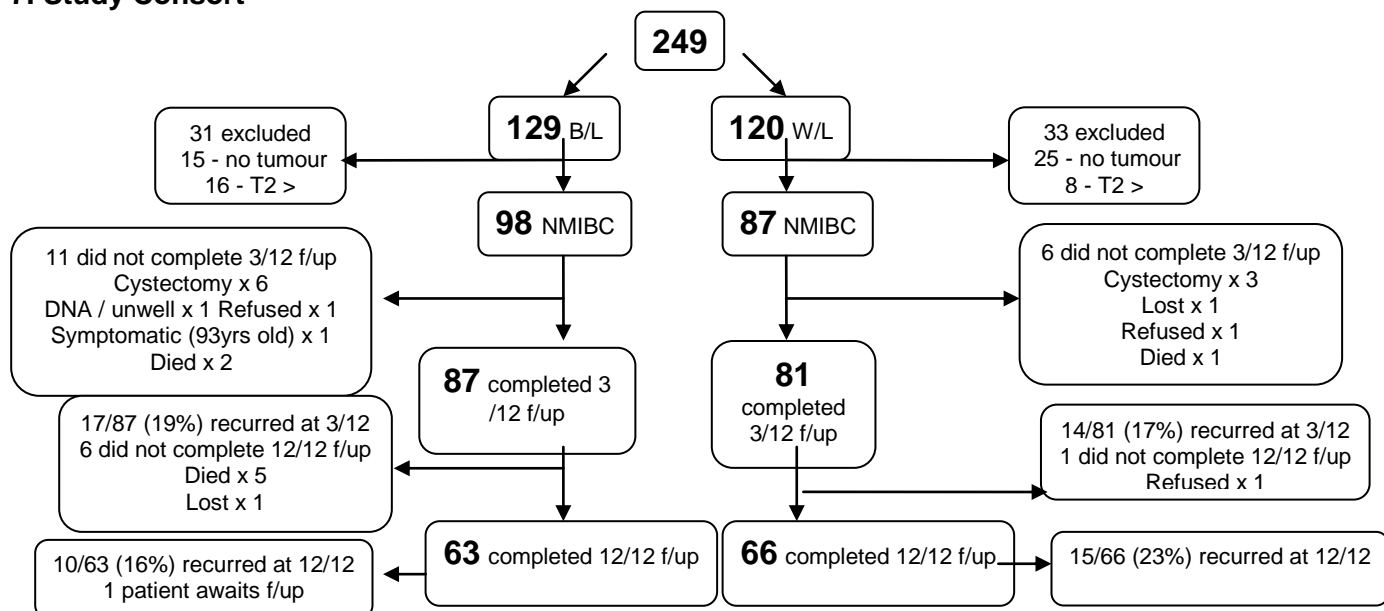 7. Study Consort
249
129 B/L
120 W/L
31 excluded
15 - no tumour
16 - T2 >
33 excluded
25 - no tumour
8 - T2 >
98 NMIBC
87 NMIBC
11 did not complete 3/12 f/up
Cystectomy x 6
DNA / unwell x 1 Refused x 1
Symptomatic (93yrs old) x 1
Died x 2
6 did not complete 3/12 f/up
Cystectomy x 3
Lost x 1
Refused x 1
Died x 1
87 completed 3
/12 f/up
81
completed
3/12 f/up
17/87 (19%) recurred at 3/12
6 did not complete 12/12 f/up
Died x 5
Lost x 1
14/81 (17%) recurred at 3/12
1 did not complete 12/12 f/up
Refused x 1
63 completed 12/12 f/up
66 completed 12/12 f/up
10/63 (16%) recurred at 12/12
1 patient awaits f/up
15/66 (23%) recurred at 12/12